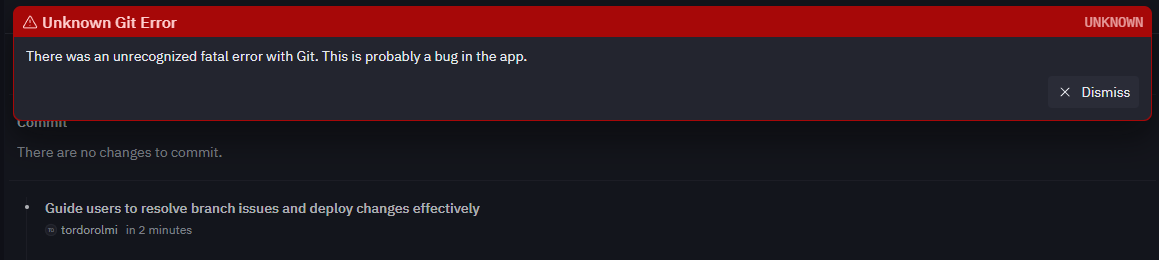 Unknown Git Error UNKNOWN
There was an unrecognized fatal error with Git. This is probably a bug in the app.
Dismiss
Commit
There are no changes to commit.
Guide users to resolve branch issues and deploy changes effectively
TO tordorolmi in 2 minutes